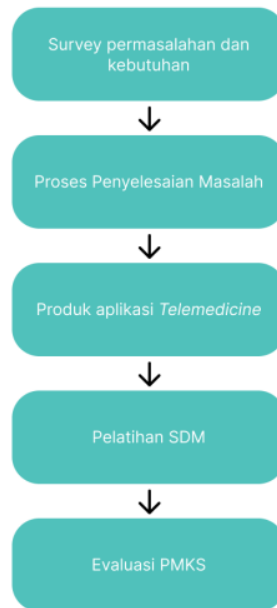 Survey permasalahan dan
kebutuhan
Proses Penyelesaian Masalah
Produk aplikasi Telemedicine
Pelatihan SDM
Evaluasi PMKS